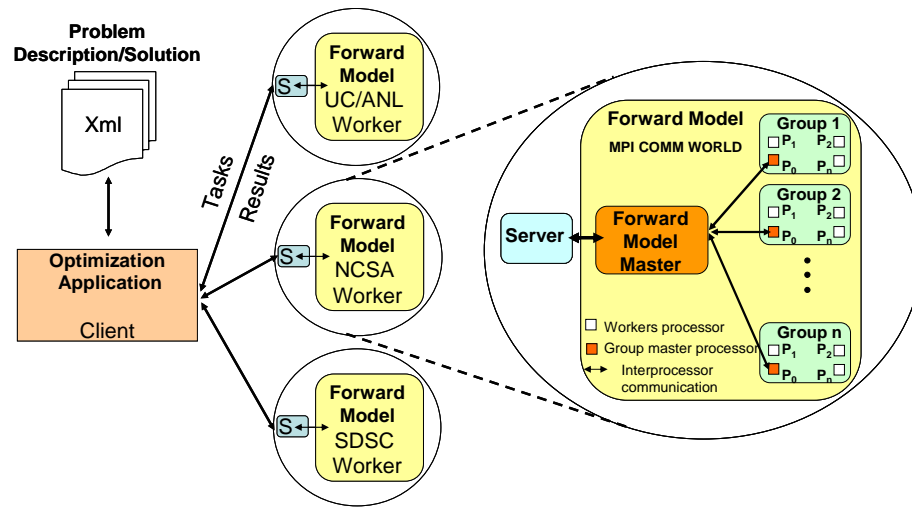 Problem
Description/Solution
Xml
Optimization
Application
Client
Tasks
Results
S
Forward
Model
UC/ANL
Worker
S
Forward
Model
NCSA
Worker
S
Forward
Model
SDSC
Worker
Server
Forward Model
MPI COMM WORLD
Forward
Model
Master
Group 1
P1 P2
P0 Pn
Group 2
P1 P2
P0 Pn
Group n
P1 P2
P0 Pn
Workers processor
Group master processor
Interprocessor
communication